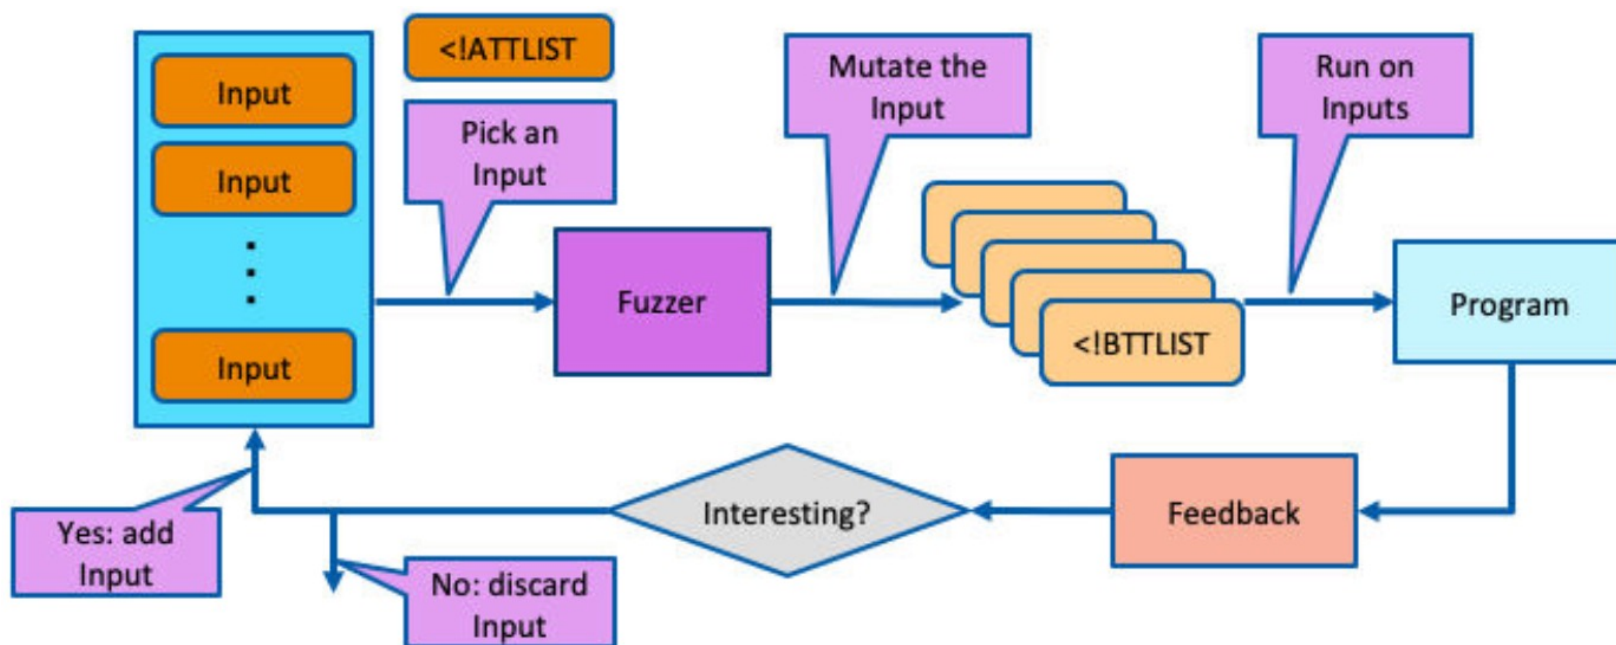 Input
Input
Input
<!ATTLIST
Pick an
Input
Fuzzer
Mutate the
Input
<!BTTLIST
Run on
Inputs
Program
Feedback
Interesting?
Yes: add
Input
No: discard
Input